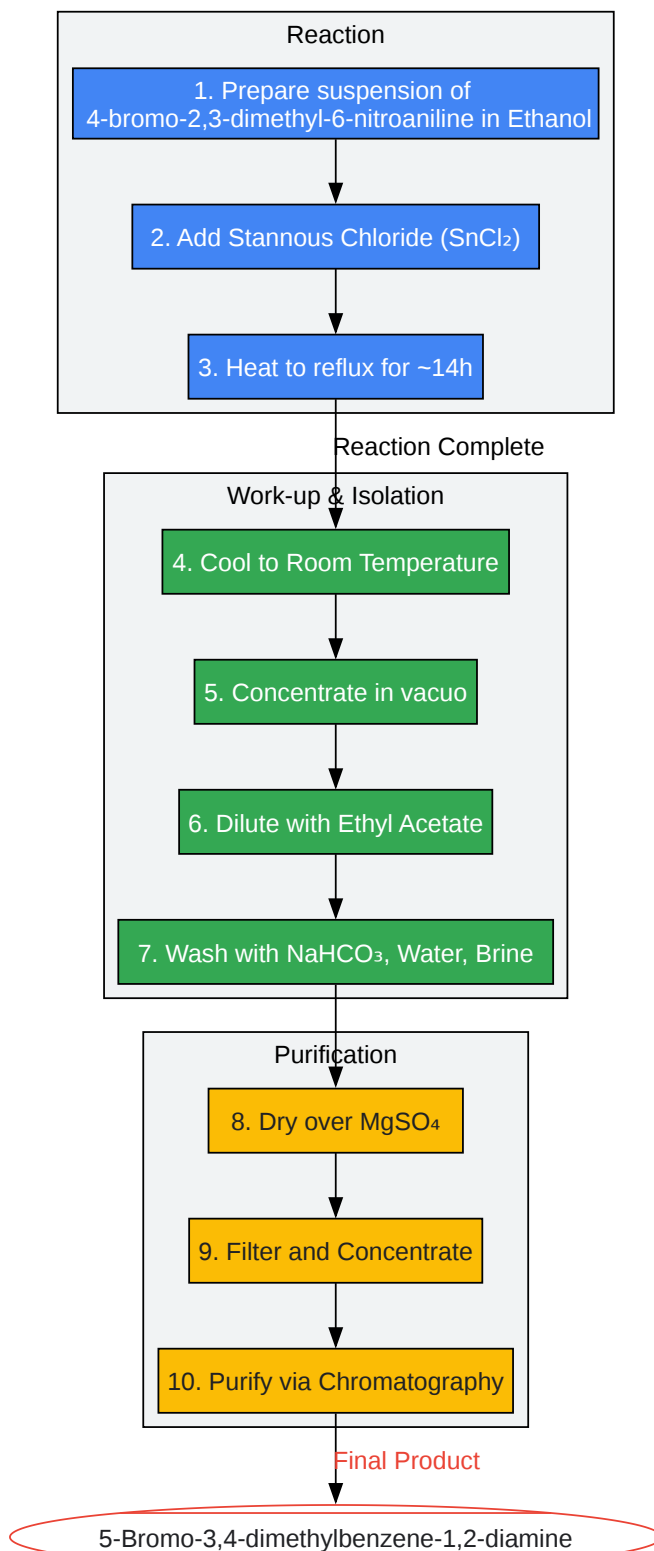 Reaction
1. Prepare suspension of
4-bromo-2,3-dimethyl-6-nitroaniline in Ethanol
2. Add Stannous Chloride (SnCl₂)
3. Heat to reflux for ~14h
Reaction Complete
Work-up & Isolation
4. Cool to Room Temperature
5. Concentrate in vacuo
6. Dilute with Ethyl Acetate
7. Wash with NaHCO₃, Water, Brine
Purification
8. Dry over MgSO₄
9. Filter and Concentrate
10. Purify via Chromatography
Final Product
5-Bromo-3,4-dimethylbenzene-1,2-diamine